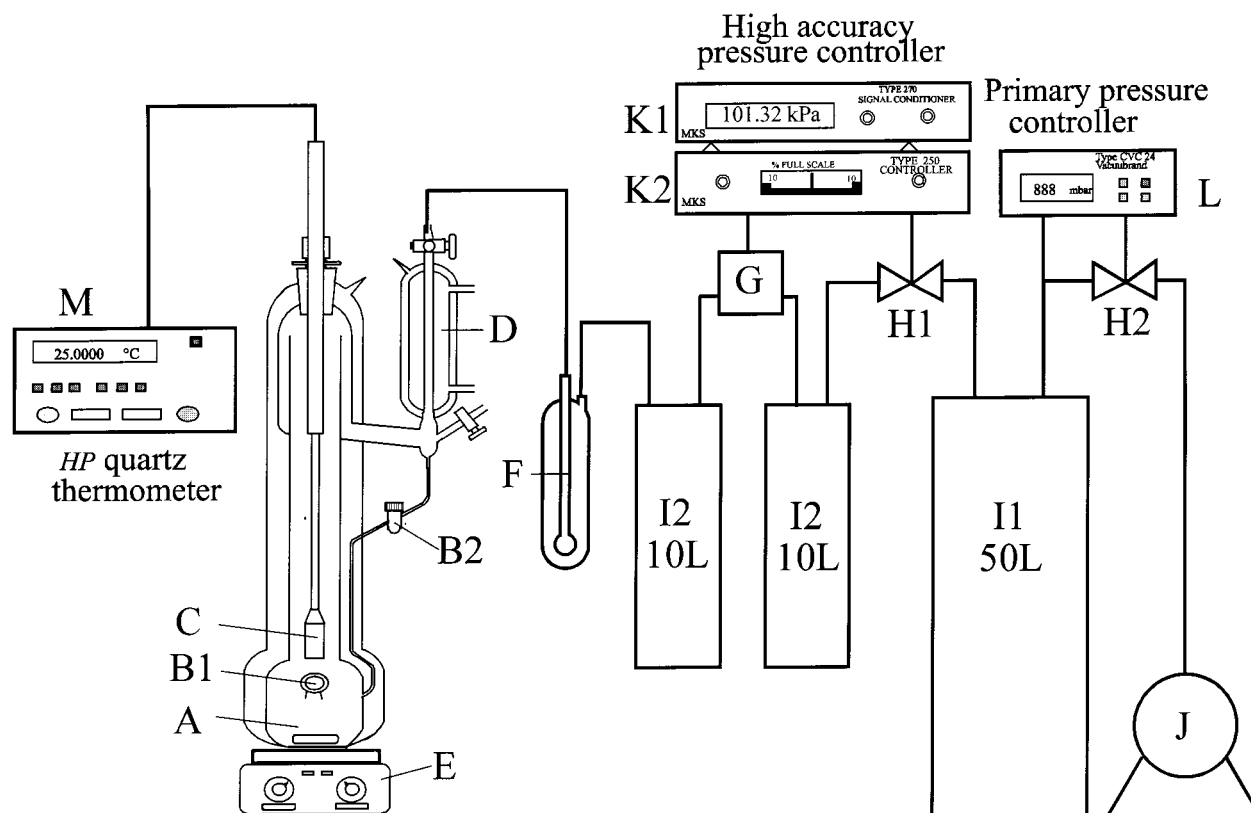 High accuracy
pressure controller
K1
TYPE 270
SIGNAL CONDITIONER
101.32 kPa
MKS
K2
% FULL SCALE
10 10
TYPE 250
CONTROLLER
MKS
Primary pressure
controller
Type CVC 24
Vacuubrand
888 mbar
L
M
25.0000 °C
HP quartz
thermometer
D
G
H1
H2
F
B2
I2
10L
I2
10L
I1
50L
C
B1
A
E
J